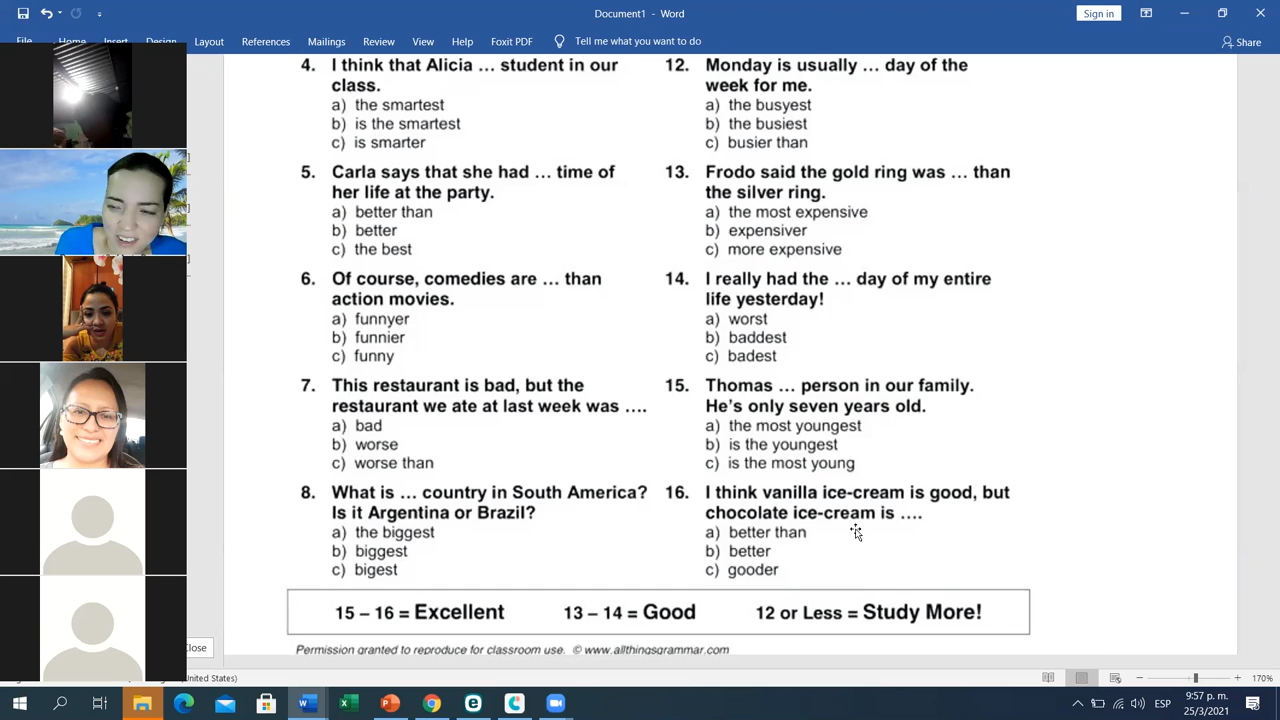 Document1 - Word
Sign in
File Home Insert Design Layout References Mailings Review View Help Foxit PDF Tell me what you want to do
Share
4. I think that Alicia … student in our
class.
a) the smartest
b) is the smartest
c) is smarter
5. Carla says that she had … time of
her life at the party.
a) better than
b) better
c) the best
6. Of course, comedies are … than
action movies.
a) funnyer
b) funnier
c) funny
7. This restaurant is bad, but the
restaurant we ate at last week was ….
a) bad
b) worse
c) worse than
8. What is … country in South America?
Is it Argentina or Brazil?
a) the biggest
b) biggest
c) bigest
12. Monday is usually … day of the
week for me.
a) the busyest
b) the busiest
c) busier than
13. Frodo said the gold ring was … than
the silver ring.
a) the most expensive
b) expensiver
c) more expensive
14. I really had the … day of my entire
life yesterday!
a) worst
b) baddest
c) badest
15. Thomas … person in our family.
He's only seven years old.
a) the most youngest
b) is the youngest
c) is the most young
16. I think vanilla ice-cream is good, but
chocolate ice-cream is ….
a) better than
b) better
c) gooder
15 – 16 = Excellent 13 – 14 = Good 12 or Less = Study More!
Permission granted to reproduce for classroom use. © www.allthingsgrammar.com
lose
(United States)
170%
ESP
9:57 p. m.
25/3/2021